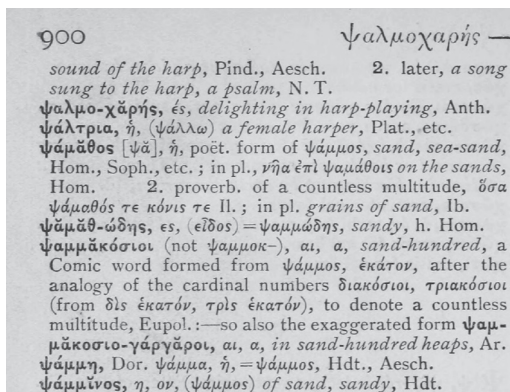 900 ψαλμοχαρής —
sound of the harp, Pind., Aesch. 2. later, a song
sung to the harp, a psalm, N. T.
ψαλμο-χᾰρής, ές, delighting in harp-playing, Anth.
ψάλτρια, ἡ, (ψάλλω) a female harper, Plat., etc.
ψάμᾰθος [ψᾰ], ἡ, poët. form of ψάμμος, sand, sea-sand,
Hom., Soph., etc. ; in pl., νῆα ἐπὶ ψαμάθοις on the sands,
Hom. 2. proverb. of a countless multitude, ὅσα
ψάμαθός τε κόνις τε Il. ; in pl. grains of sand, Ib.
ψᾰμᾰθ-ώδης, ες, (εἶδος) = ψαμμώδης, sandy, h. Hom.
ψαμμᾰκόσιοι (not ψαμμοκ-), αι, α, sand-hundred, a
Comic word formed from ψάμμος, ἑκάτον, after the
analogy of the cardinal numbers διακόσιοι, τριακόσιοι
(from δὶς ἑκατόν, τρὶς ἑκατόν), to denote a countless
multitude, Eupol. :—so also the exaggerated form ψαμ-
μᾰκοσιο-γάργᾰροι, αι, α, in sand-hundred heaps, Ar.
ψάμμη, Dor. ψάμμα, ἡ, = ψάμμος, Hdt., Aesch.
ψάμμῐνος, η, ον, (ψάμμος) of sand, sandy, Hdt.